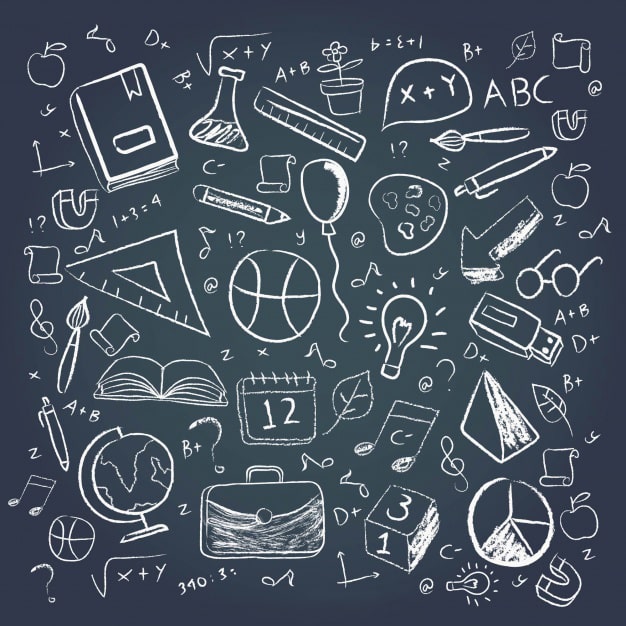 D+
√X+Y
A+B
b=ε+1
B+
B+
X+Y
ABC
@
x
C-
!?
z
1+3=4
!?
!?
y
@
z
@
A+B
D+
z
x
D+
@
?
B+
A+B
12
z
B+
?
C-
z
D+
3
1
C-
@
z
?
√X+Y
340:3: